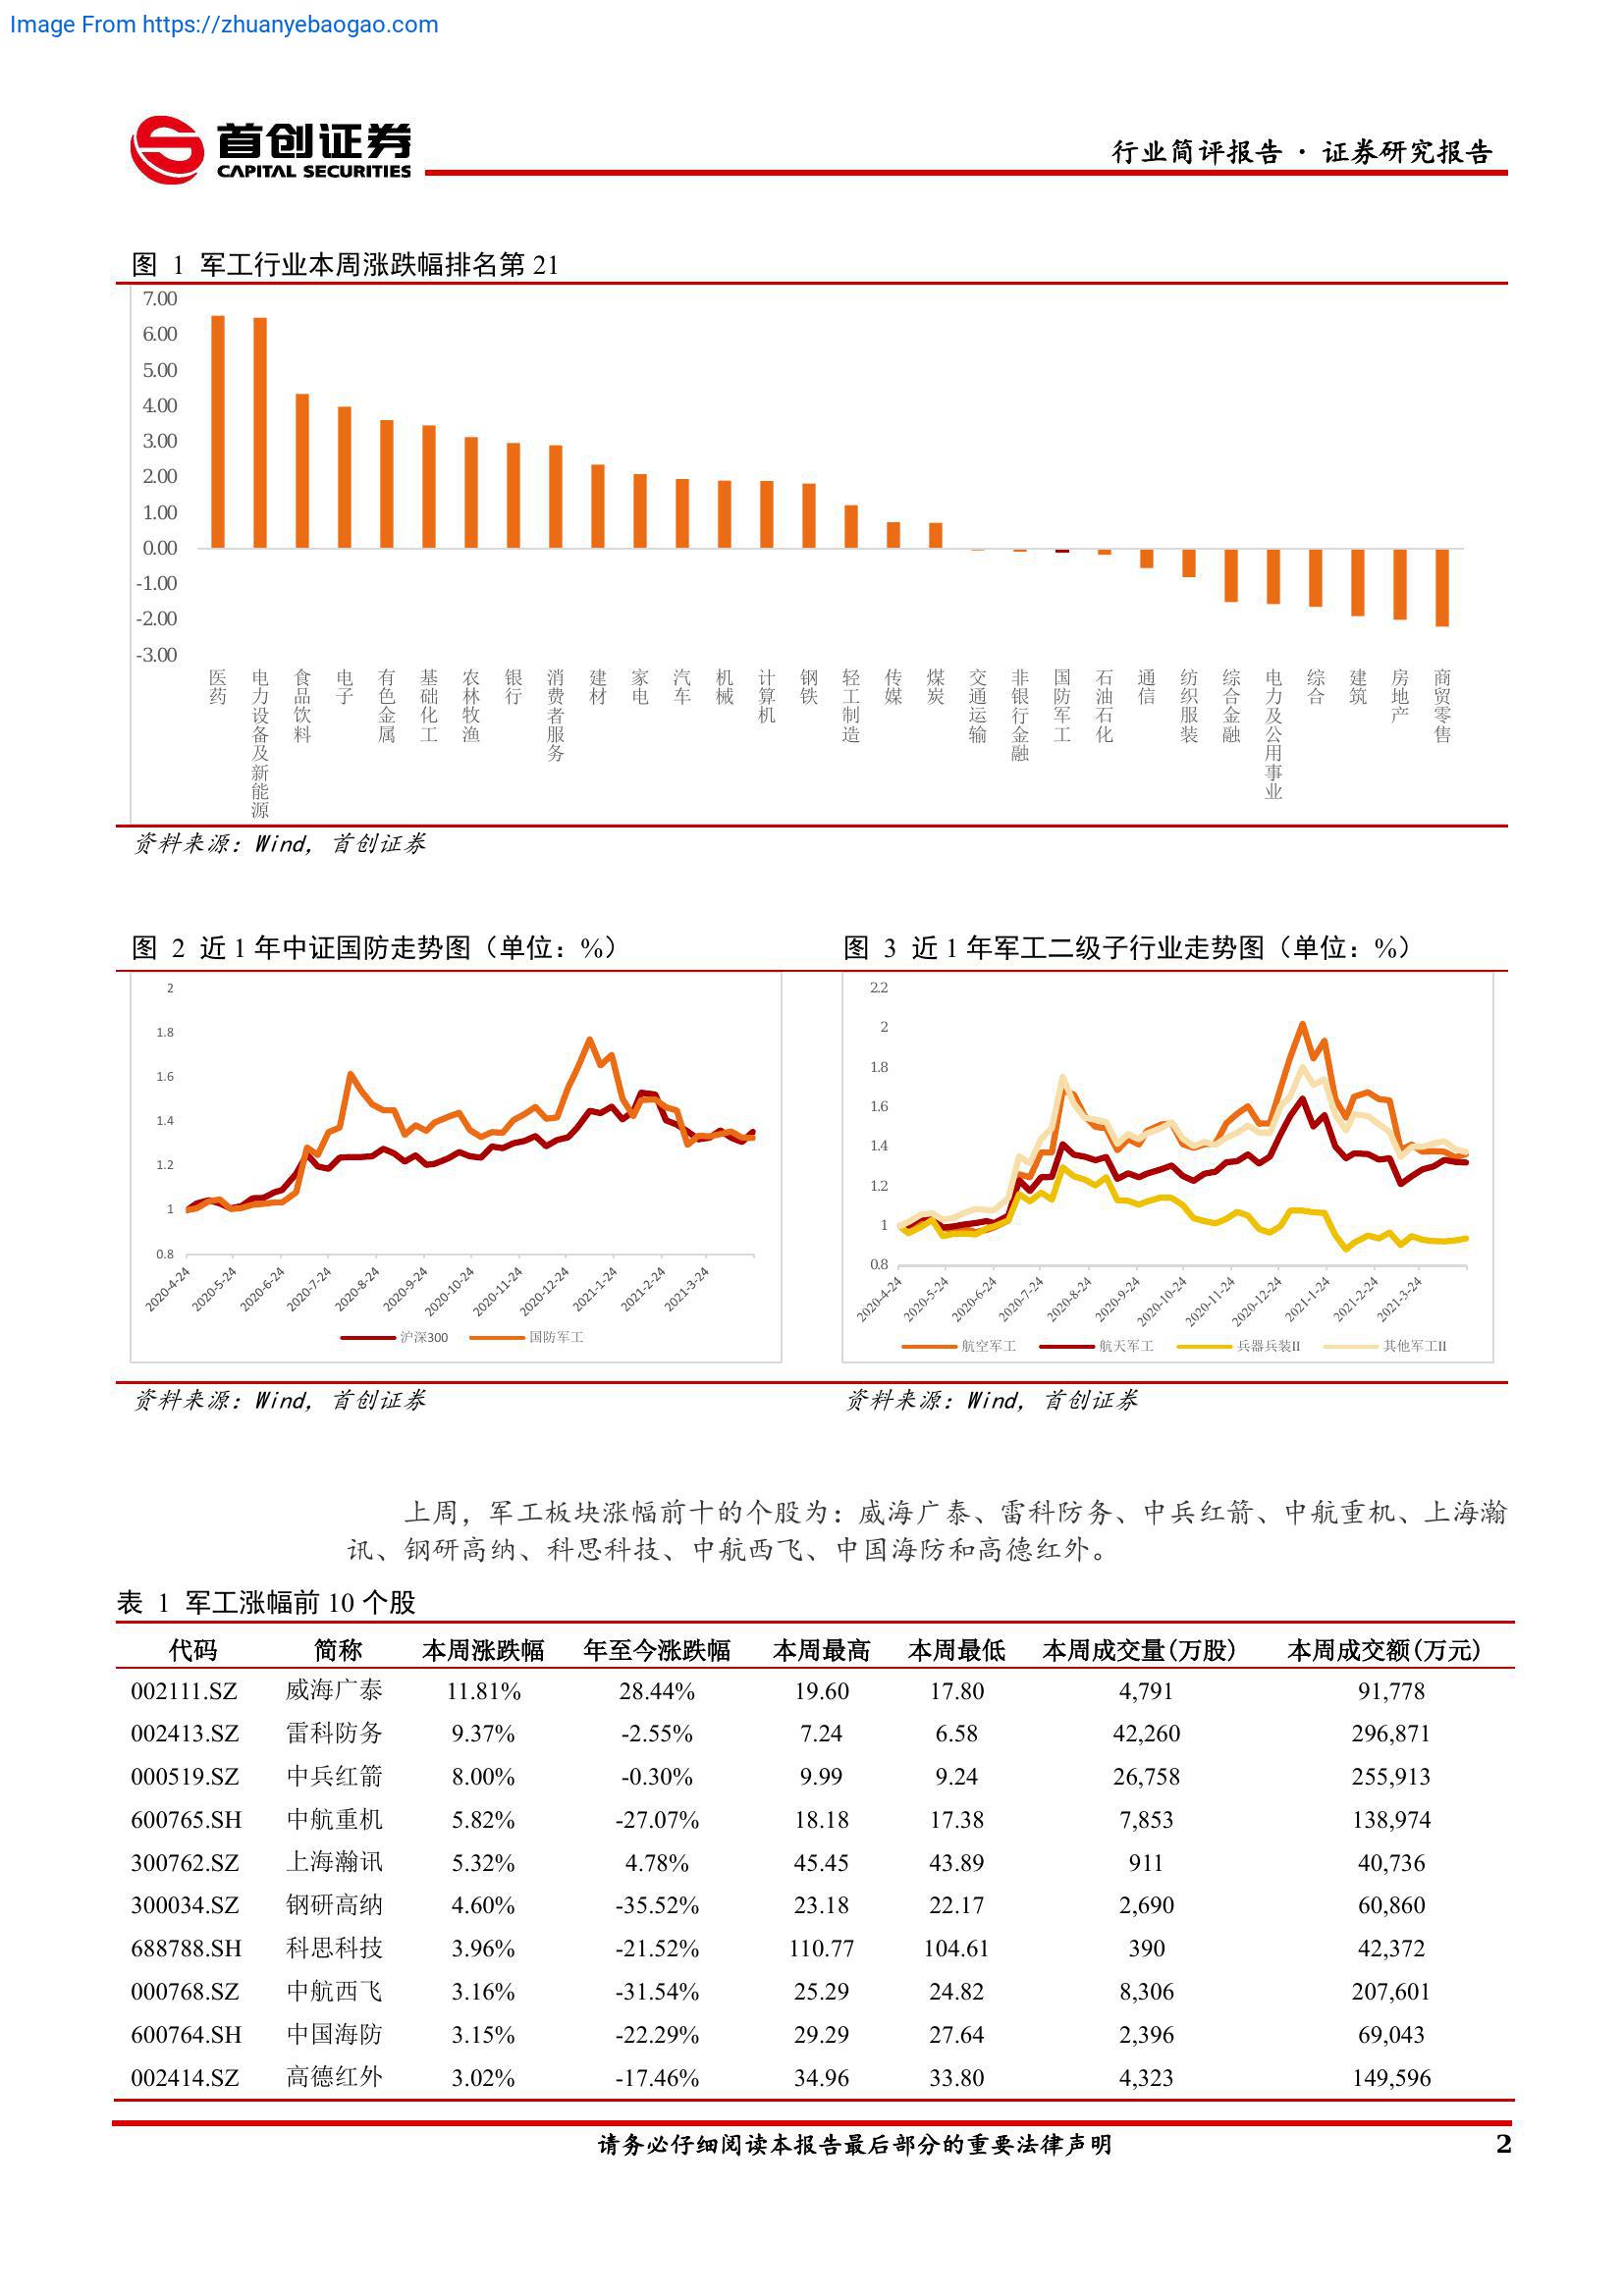 Image From https://zhuanyebaogao.com
首创证券
CAPITAL SECURITIES
行业简评报告 · 证券研究报告
图 1 军工行业本周涨跌幅排名第 21
7.00
6.00
5.00
4.00
3.00
2.00
1.00
0.00
-1.00
-2.00
-3.00
医药
电力设备及新能源
食品饮料
电子
有色金属
基础化工
农林牧渔
银行
消费者服务
建材
家电
汽车
机械
计算机
钢铁
轻工制造
传媒
煤炭
交通运输
非银行金融
国防军工
石油石化
通信
纺织服装
综合金融
电力及公用事业
综合
建筑
房地产
商贸零售
资料来源：Wind，首创证券
图 2 近 1 年中证国防走势图（单位：%）
2
1.8
1.6
1.4
1.2
1
0.8
2020-4-24
2020-5-24
2020-6-24
2020-7-24
2020-8-24
2020-9-24
2020-10-24
2020-11-24
2020-12-24
2021-1-24
2021-2-24
2021-3-24
沪深300 国防军工
资料来源：Wind，首创证券
图 3 近 1 年军工二级子行业走势图（单位：%）
2.2
2
1.8
1.6
1.4
1.2
1
0.8
2020-4-24
2020-5-24
2020-6-24
2020-7-24
2020-8-24
2020-9-24
2020-10-24
2020-11-24
2020-12-24
2021-1-24
2021-2-24
2021-3-24
航空军工 航天军工 兵器兵装II 其他军工II
资料来源：Wind，首创证券
上周，军工板块涨幅前十的个股为：威海广泰、雷科防务、中兵红箭、中航重机、上海瀚
讯、钢研高纳、科思科技、中航西飞、中国海防和高德红外。
表 1 军工涨幅前 10 个股
代码 简称 本周涨跌幅 年至今涨跌幅 本周最高 本周最低 本周成交量(万股) 本周成交额(万元)
002111.SZ 威海广泰 11.81% 28.44% 19.60 17.80 4,791 91,778
002413.SZ 雷科防务 9.37% -2.55% 7.24 6.58 42,260 296,871
000519.SZ 中兵红箭 8.00% -0.30% 9.99 9.24 26,758 255,913
600765.SH 中航重机 5.82% -27.07% 18.18 17.38 7,853 138,974
300762.SZ 上海瀚讯 5.32% 4.78% 45.45 43.89 911 40,736
300034.SZ 钢研高纳 4.60% -35.52% 23.18 22.17 2,690 60,860
688788.SH 科思科技 3.96% -21.52% 110.77 104.61 390 42,372
000768.SZ 中航西飞 3.16% -31.54% 25.29 24.82 8,306 207,601
600764.SH 中国海防 3.15% -22.29% 29.29 27.64 2,396 69,043
002414.SZ 高德红外 3.02% -17.46% 34.96 33.80 4,323 149,596
请务必仔细阅读本报告最后部分的重要法律声明 2